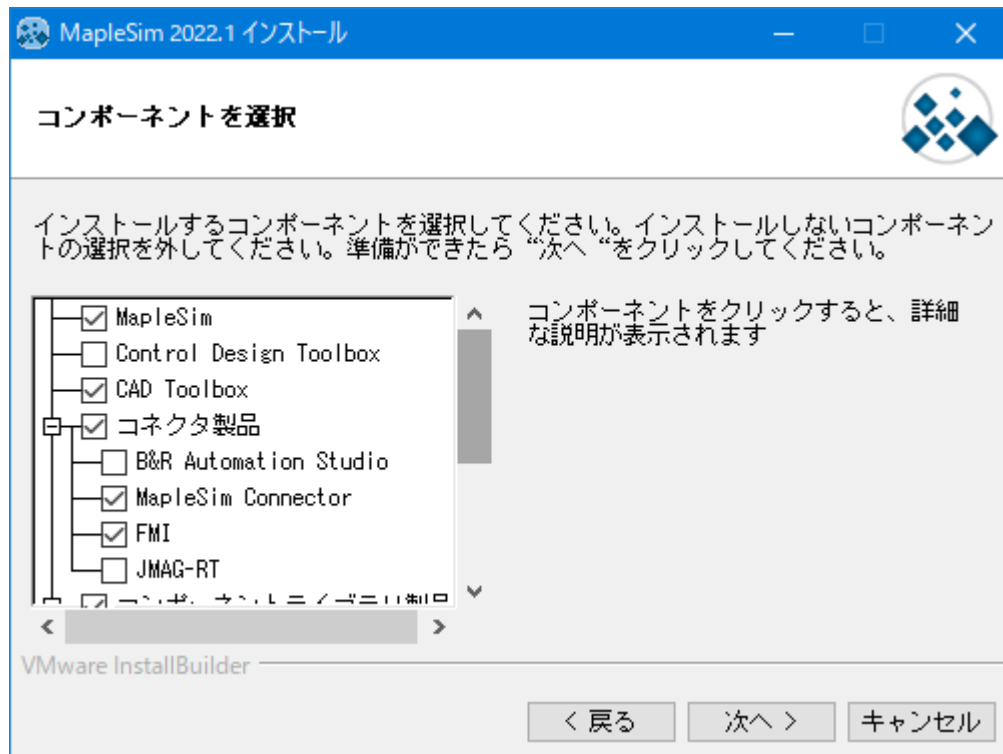 MapleSim 2022.1 インストール
コンポーネントを選択
インストールするコンポーネントを選択してください。インストールしないコンポーネン
トの選択を外してください。準備ができたら “次へ “をクリックしてください。
MapleSim
Control Design Toolbox
CAD Toolbox
コネクタ製品
B&R Automation Studio
MapleSim Connector
FMI
JMAG-RT
コンポーネントをクリックすると、詳細
な説明が表示されます
VMware InstallBuilder
< 戻る
次へ >
キャンセル